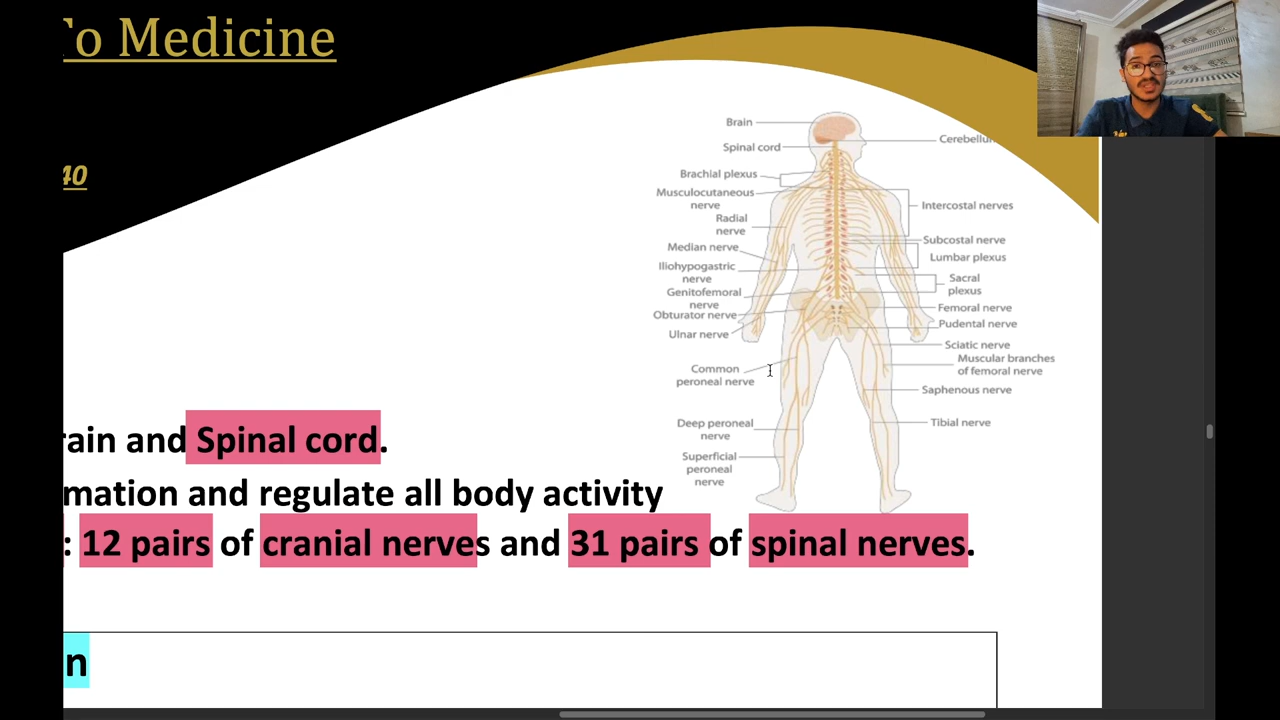 To Medicine
40
Brain
Spinal cord
Brachial plexus
Musculocutaneous
nerve
Radial
nerve
Median nerve
Iliohypogastric
nerve
Genitofemoral
nerve
Obturator nerve
Ulnar nerve
Common
peroneal nerve
Deep peroneal
nerve
Superficial
peroneal
nerve
Intercostal nerves
Subcostal nerve
Lumbar plexus
Sacral
plexus
Femoral nerve
Pudental nerve
Sciatic nerve
Muscular branches
of femoral nerve
Saphenous nerve
Tibial nerve
rain and Spinal cord.
mation and regulate all body activity
: 12 pairs of cranial nerves and 31 pairs of spinal nerves.
n